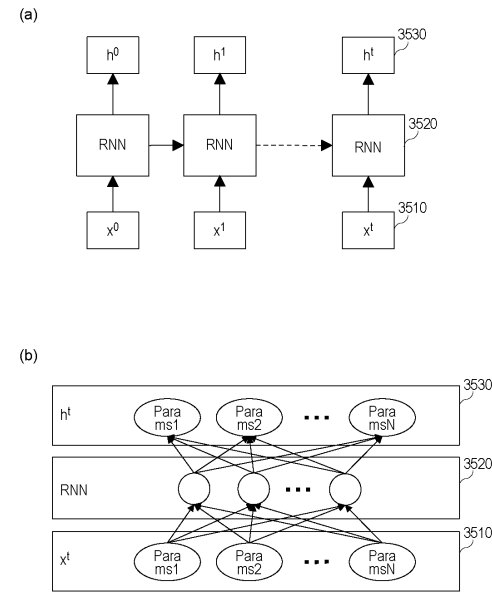 (a)
h⁰ h¹ hᵗ 3530
RNN RNN RNN 3520
x⁰ x¹ xᵗ 3510
(b)
3530
hᵗ Para ms1 Para ms2 ··· Para msN
3520
RNN ···
3510
xᵗ Para ms1 Para ms2 ··· Para msN